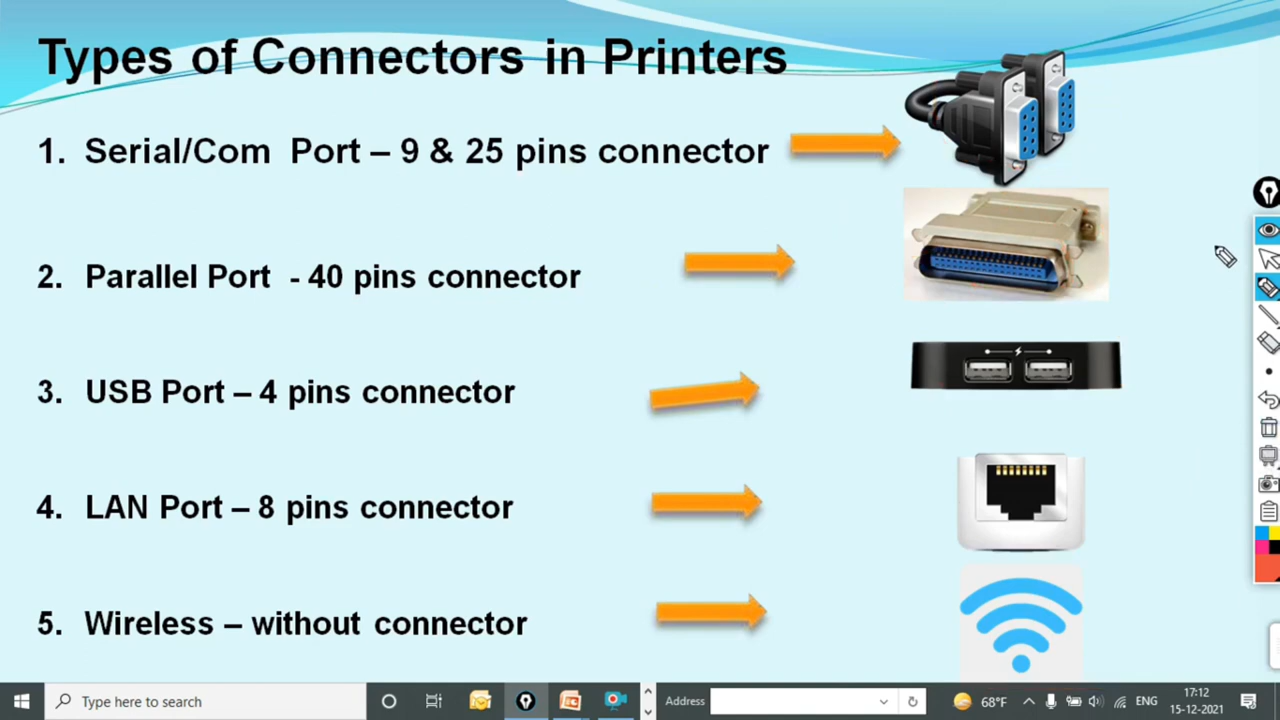 Types of Connectors in Printers
1. Serial/Com Port – 9 & 25 pins connector
2. Parallel Port - 40 pins connector
3. USB Port – 4 pins connector
4. LAN Port – 8 pins connector
5. Wireless – without connector
Type here to search
Address
68°F
ENG
17:12
15-12-2021